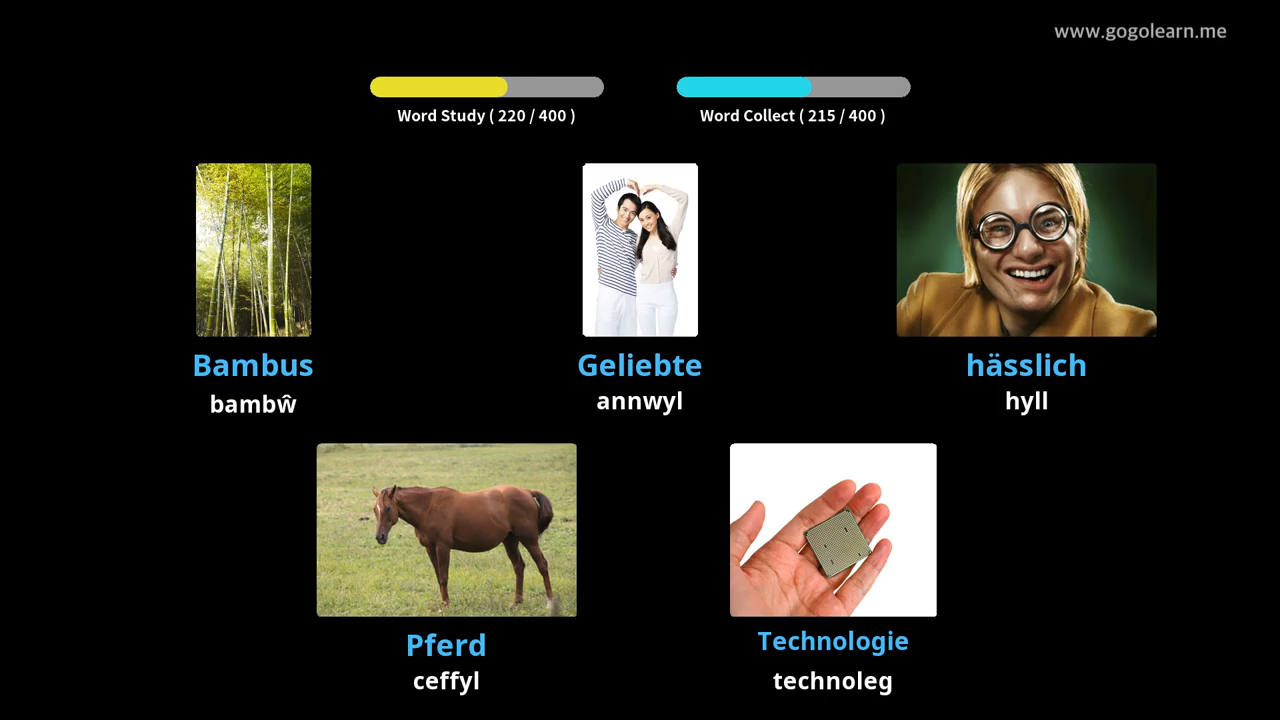 www.gogolearn.me
Word Study ( 220 / 400 )
Word Collect ( 215 / 400 )
Bambus
bambŵ
Geliebte
annwyl
hässlich
hyll
Pferd
ceffyl
Technologie
technoleg